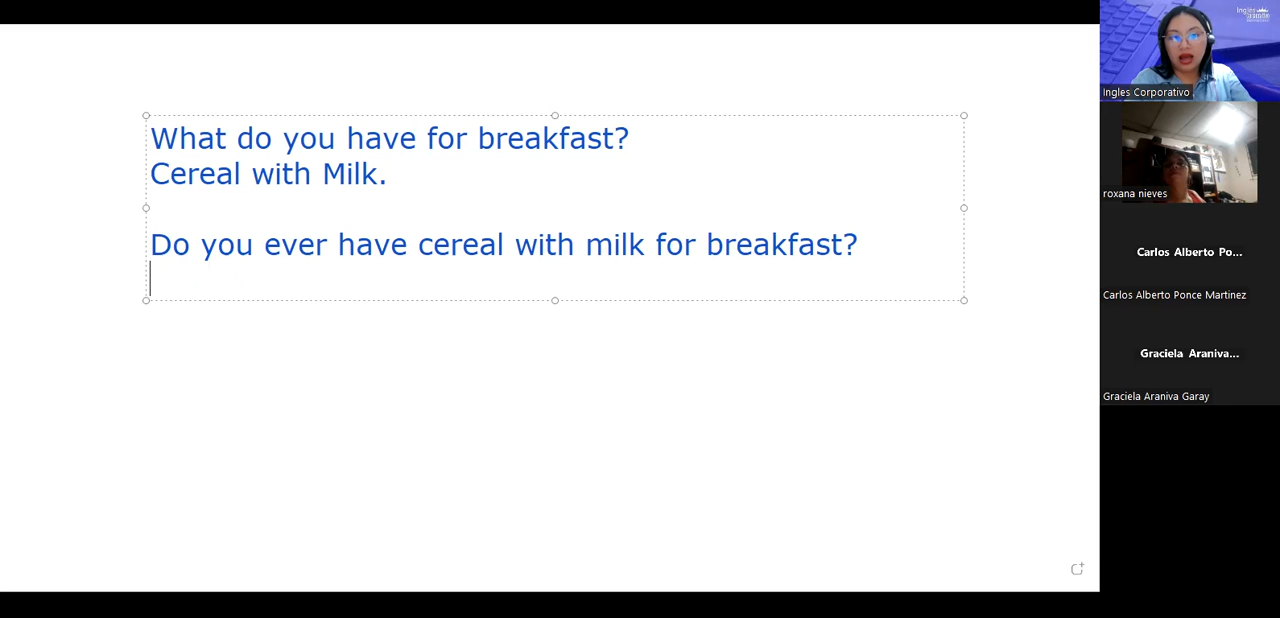 What do you have for breakfast?
Cereal with Milk.
Do you ever have cereal with milk for breakfast?
Ingles Corporativo
roxana nieves
Carlos Alberto Po...
Carlos Alberto Ponce Martinez
Graciela Araniva...
Graciela Araniva Garay